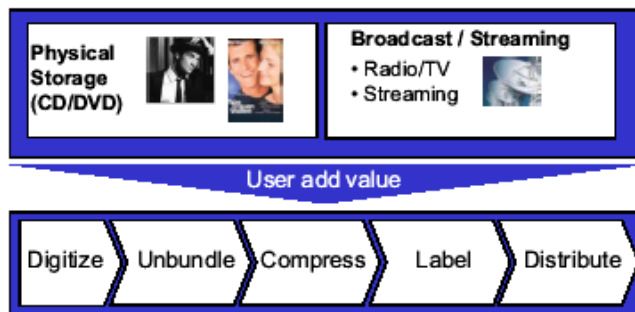 Physical
Storage
(CD/DVD)
Broadcast / Streaming
• Radio/TV
• Streaming
User add value
Digitize
Unbundle
Compress
Label
Distribute